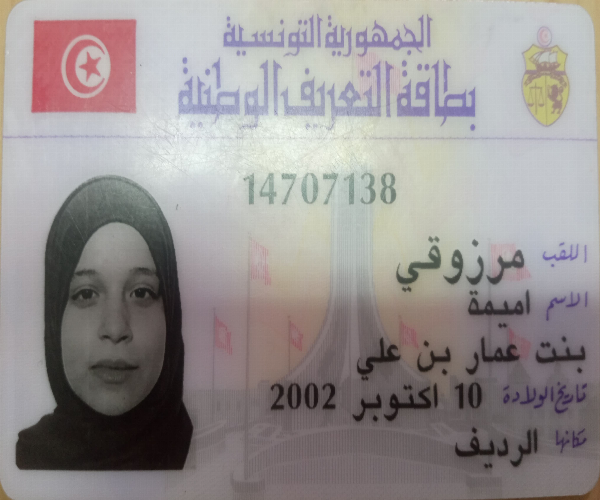 الجمهورية التونسية
بطاقة التعريف الوطنية
14707138
اللقب مرزوقي
الاسم اميمة
بنت عمار بن علي
تاريخ الولادة 10 اكتوبر 2002
مكانها الرديف